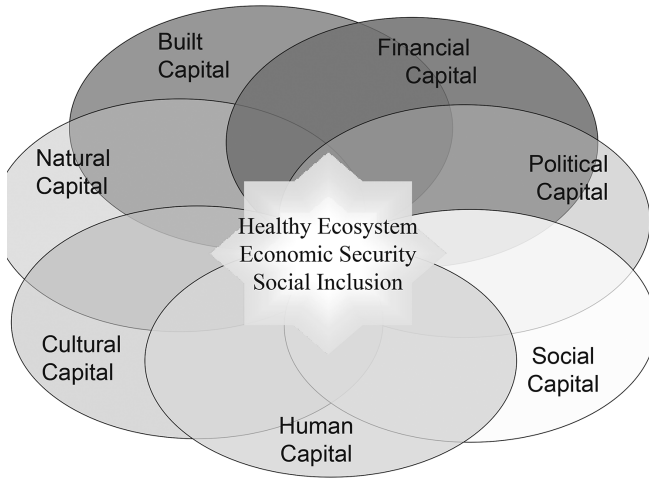 Built
Capital
Financial
Capital
Natural
Capital
Political
Capital
Healthy Ecosystem
Economic Security
Social Inclusion
Cultural
Capital
Social
Capital
Human
Capital